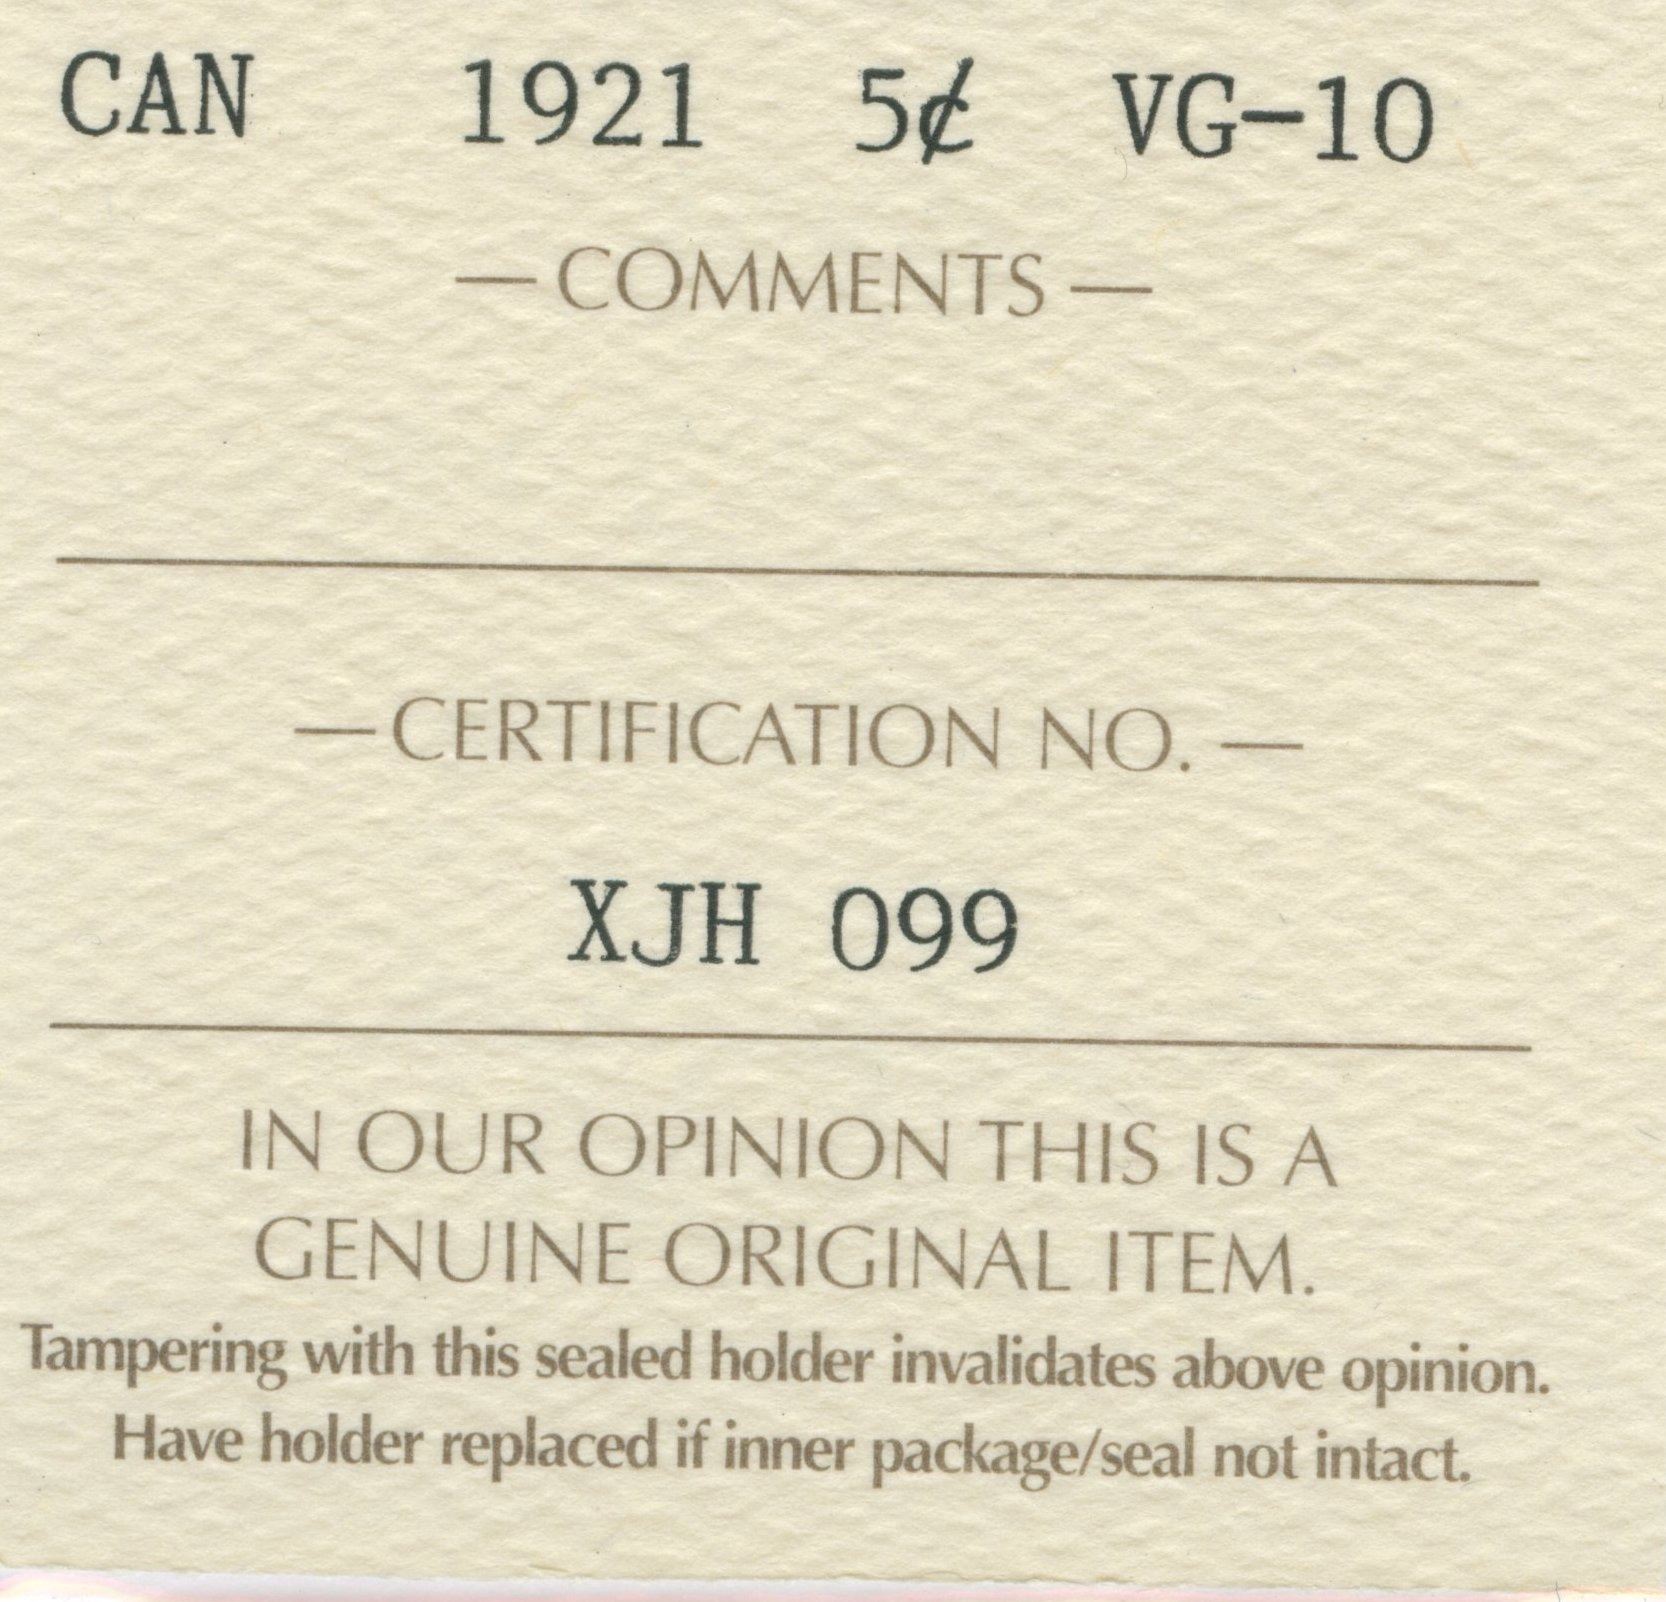 CAN 1921 5¢ VG-10
— COMMENTS —
— CERTIFICATION NO. —
XJH 099
IN OUR OPINION THIS IS A
GENUINE ORIGINAL ITEM.
Tampering with this sealed holder invalidates above opinion.
Have holder replaced if inner package/seal not intact.